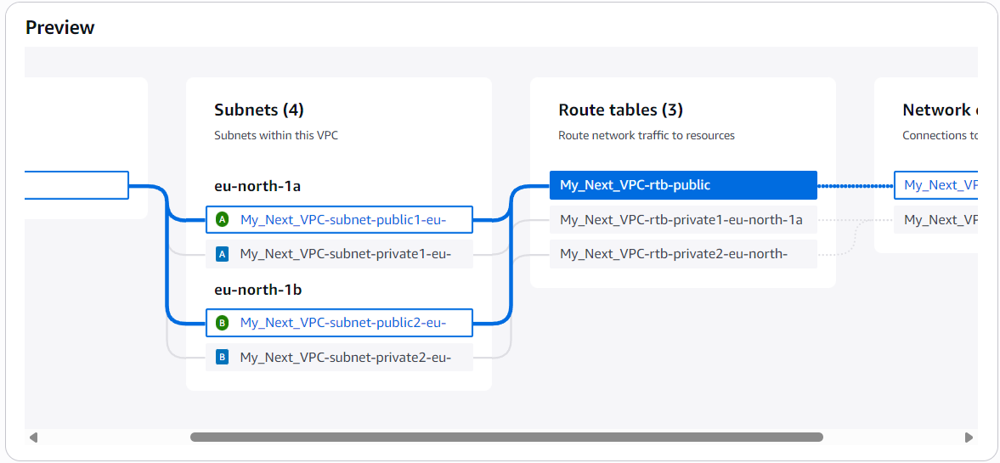 Preview
Subnets (4)
Subnets within this VPC
eu-north-1a
A My_Next_VPC-subnet-public1-eu-
A My_Next_VPC-subnet-private1-eu-
eu-north-1b
B My_Next_VPC-subnet-public2-eu-
B My_Next_VPC-subnet-private2-eu-
Route tables (3)
Route network traffic to resources
My_Next_VPC-rtb-public
My_Next_VPC-rtb-private1-eu-north-1a
My_Next_VPC-rtb-private2-eu-north-
Network
Connections
My_Next_VP
My_Next_VP